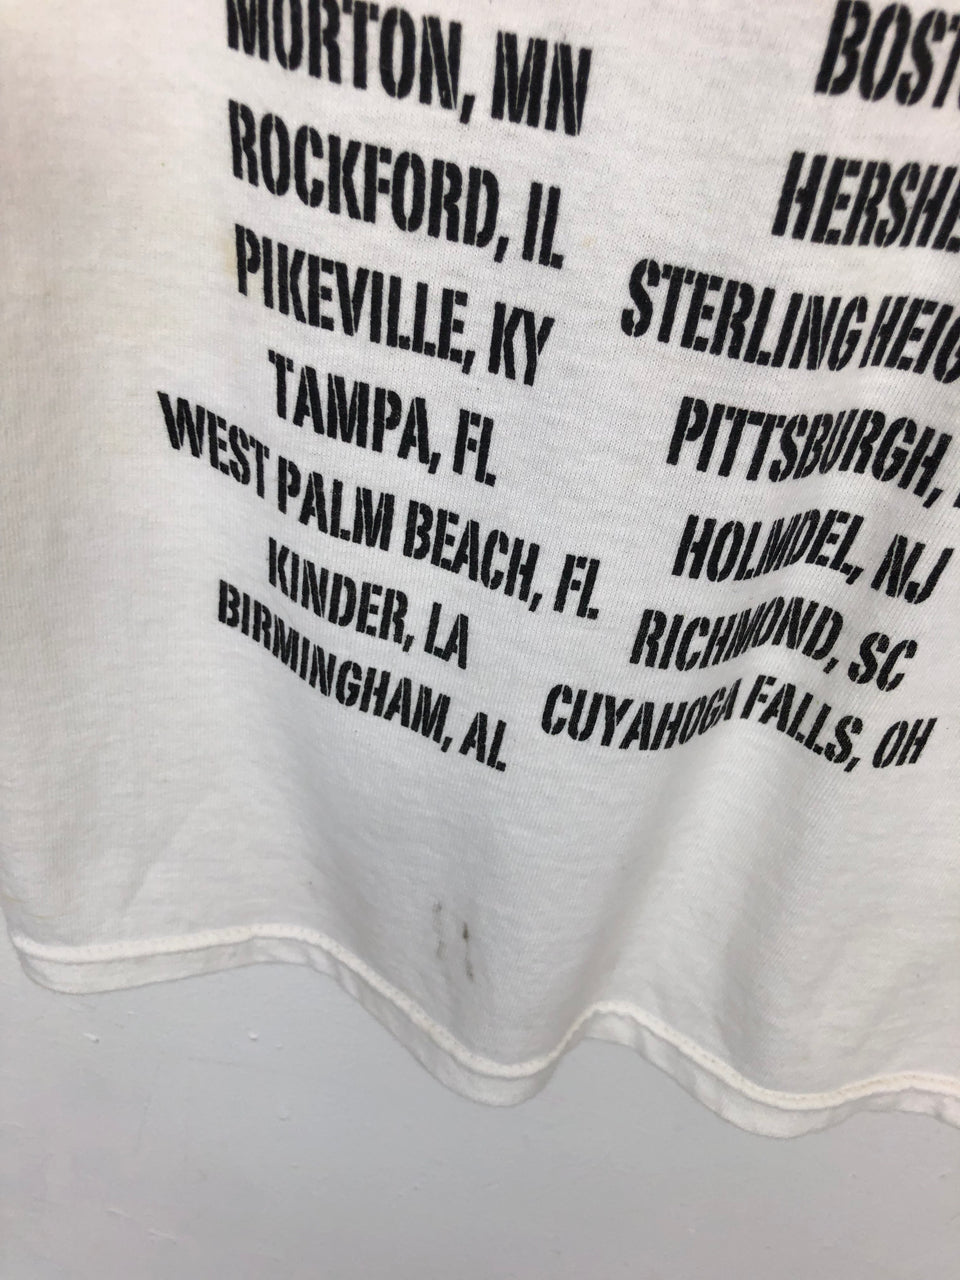 MORTON, MN
ROCKFORD, IL
PIKEVILLE, KY
TAMPA, FL
WEST PALM BEACH, FL
KINDER, LA
BIRMINGHAM, AL
BOST
HERSHE
STERLING HEIG
PITTSBURGH,
HOLMDEL, NJ
RICHMOND, SC
CUYAHOGA FALLS, OH